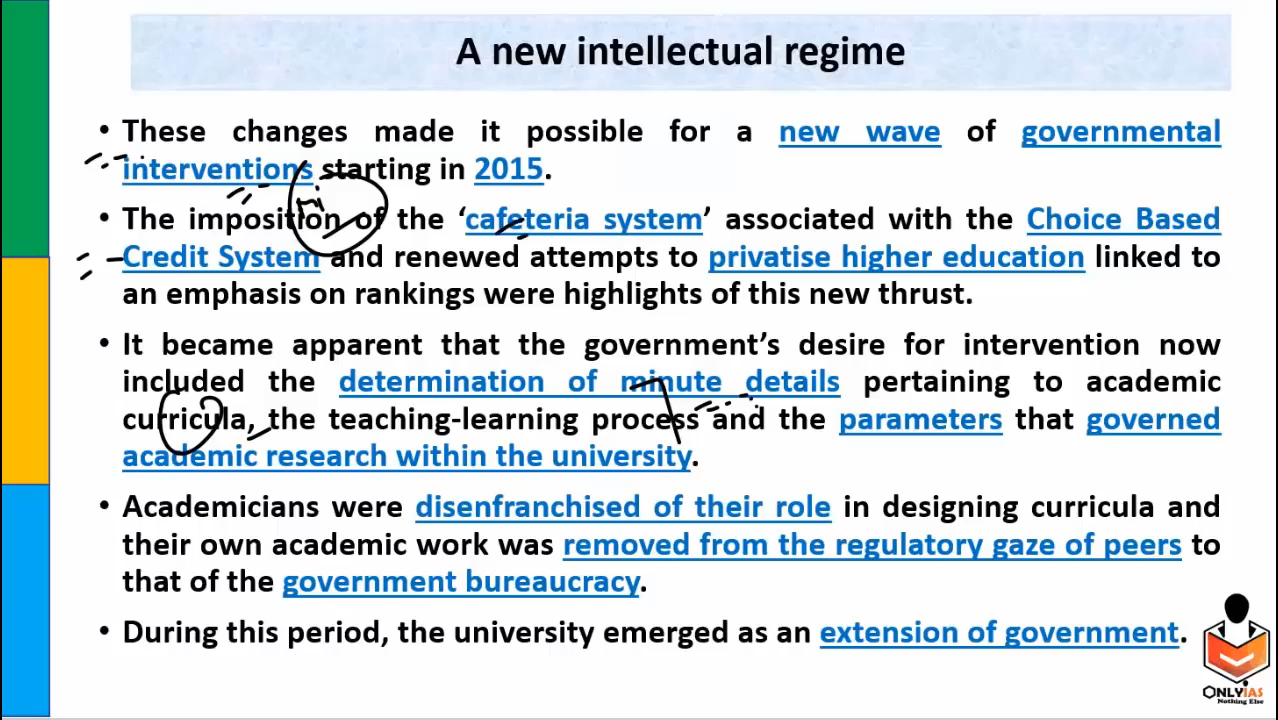 A new intellectual regime
• These changes made it possible for a new wave of governmental
interventions starting in 2015.
• The imposition of the ‘cafeteria system’ associated with the Choice Based
Credit System and renewed attempts to privatise higher education linked to
an emphasis on rankings were highlights of this new thrust.
• It became apparent that the government’s desire for intervention now
included the determination of minute details pertaining to academic
curricula, the teaching-learning process and the parameters that governed
academic research within the university.
• Academicians were disenfranchised of their role in designing curricula and
their own academic work was removed from the regulatory gaze of peers to
that of the government bureaucracy.
• During this period, the university emerged as an extension of government.
ONLYIAS
Nothing Else